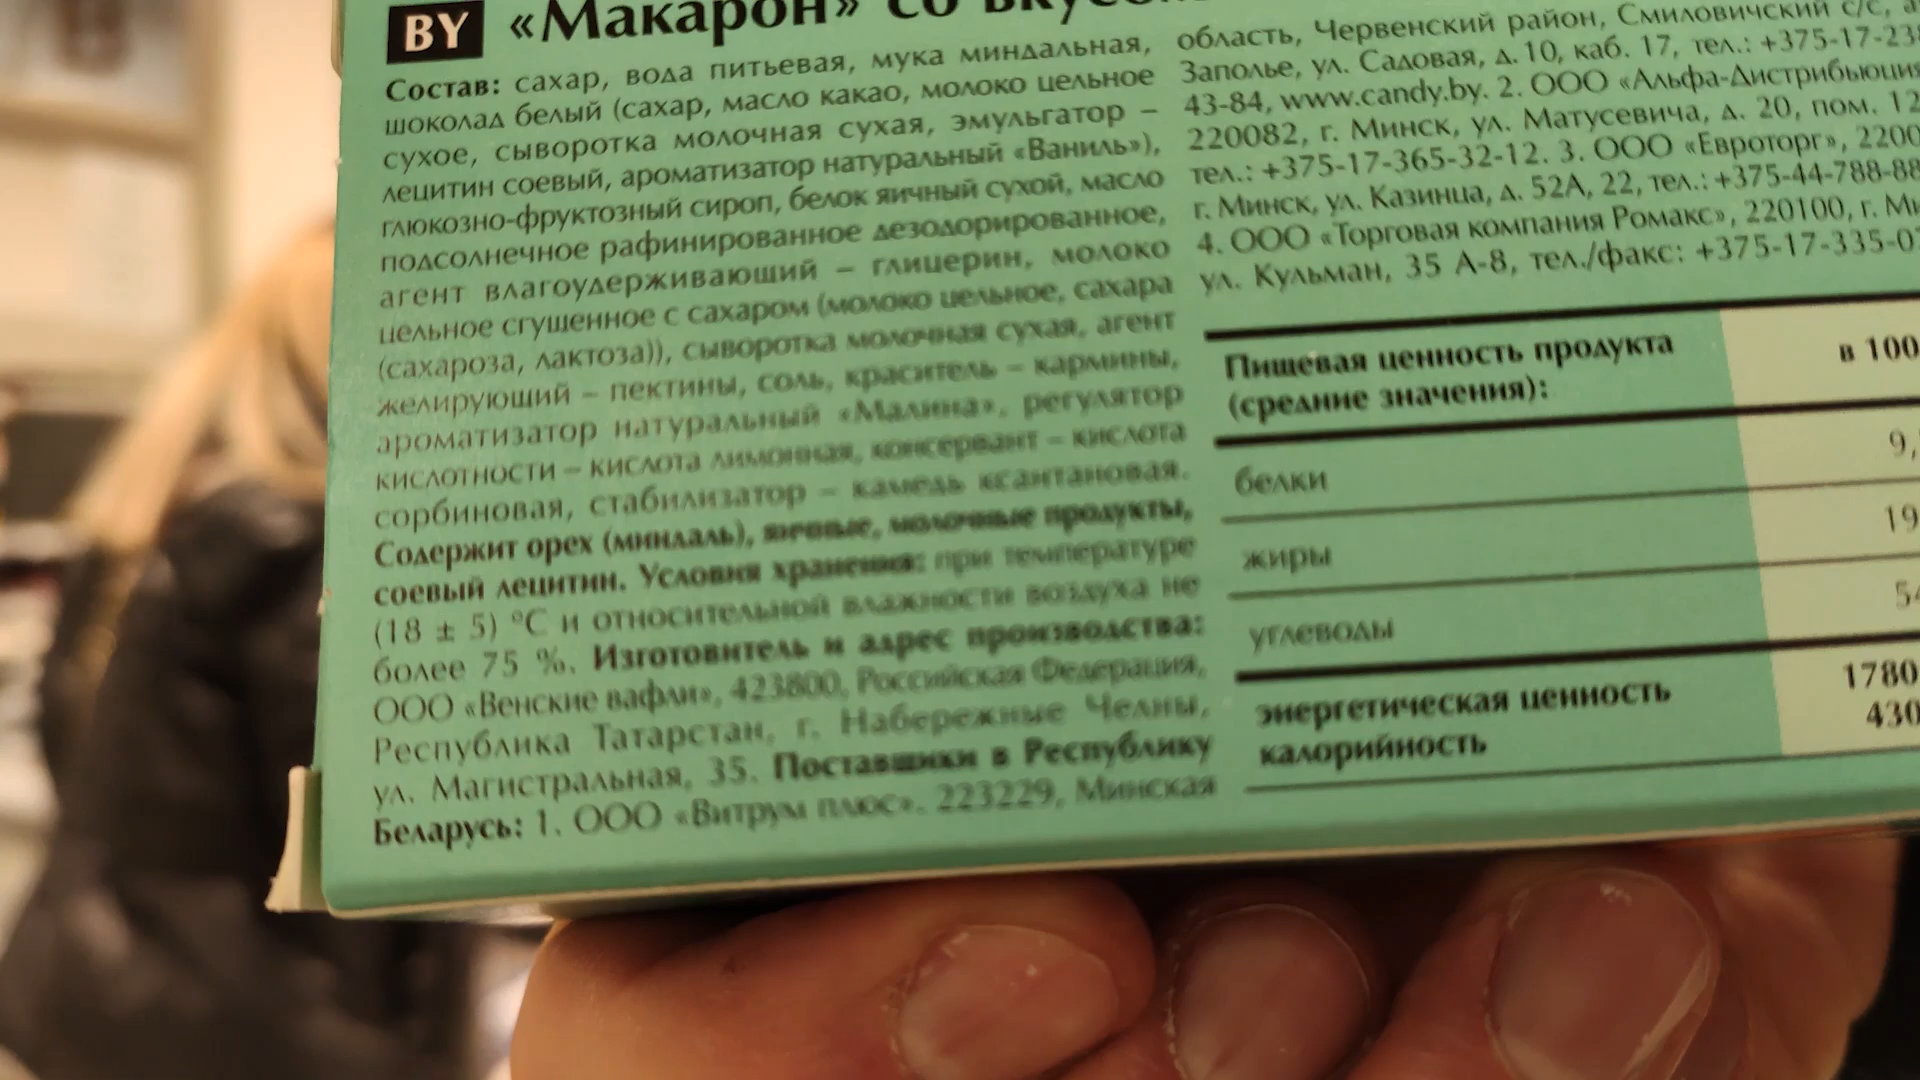 BY «Макарон» со вкусом
Состав: сахар, вода питьевая, мука миндальная,
шоколад белый (сахар, масло какао, молоко цельное
сухое, сыворотка молочная сухая, эмульгатор –
лецитин соевый, ароматизатор натуральный «Ваниль»),
глюкозно-фруктозный сироп, белок яичный сухой, масло
подсолнечное рафинированное дезодорированное,
агент влагоудерживающий – глицерин, молоко
цельное сгущенное с сахаром (молоко цельное, сахара
(сахароза, лактоза)), сыворотка молочная сухая, агент
желирующий – пектины, соль, краситель – кармины,
ароматизатор натуральный «Малина», регулятор
кислотности – кислота лимонная, консервант – кислота
сорбиновая, стабилизатор – камедь ксантановая.
Содержит орех (миндаль), яичные, молочные продукты,
соевый лецитин. Условия хранения: при температуре
(18 ± 5) °С и относительной влажности воздуха не
более 75 %. Изготовитель и адрес производства:
ООО «Венские вафли», 423800, Российская Федерация,
Республика Татарстан, г. Набережные Челны,
ул. Магистральная, 35. Поставщики в Республику
Беларусь: 1. ООО «Витрум плюс». 223229, Минская
область, Червенский район, Смиловичский с/с,
Заполье, ул. Садовая, д. 10, каб. 17, тел.: +375-17-23
43-84, www.candy.by. 2. ООО «Альфа-Дистрибьюция
220082, г. Минск, ул. Матусевича, д. 20, пом. 12
тел.: +375-17-365-32-12. 3. ООО «Евроторг», 2200
г. Минск, ул. Казинца, д. 52А, 22, тел.: +375-44-788-88
4. ООО «Торговая компания Ромакс», 220100, г. Ми
ул. Кульман, 35 А-8, тел./факс: +375-17-335-0
Пищевая ценность продукта
(средние значения): в 100
белки 9,
жиры 19
углеводы 54
энергетическая ценность 1780
калорийность 430